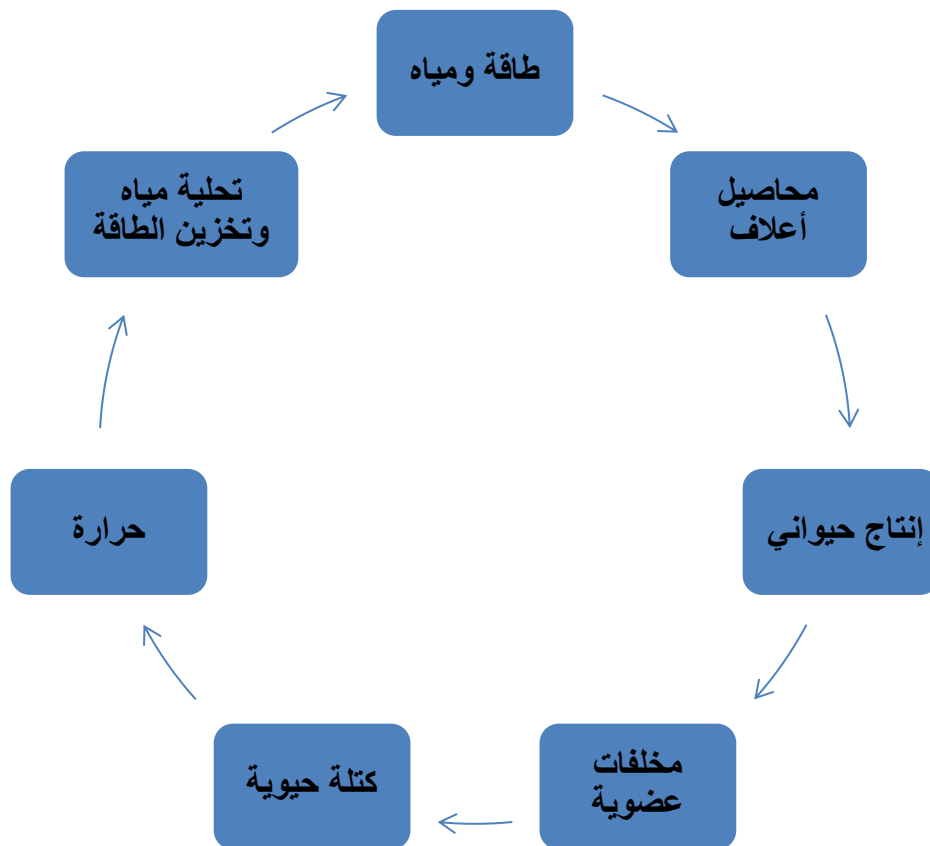 طاقة ومياه
محاصيل
أعلاف
إنتاج حيواني
مخلفات
عضوية
كتلة حيوية
حرارة
تحلية مياه
وتخزين الطاقة